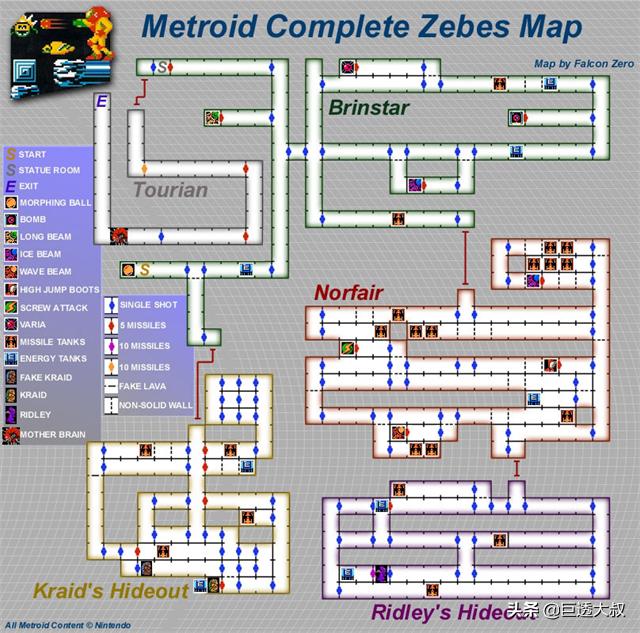 Metroid Complete Zebes Map
Map by Falcon Zero
S
E
Brinstar
Tourian
S START
S STATUE ROOM
E EXIT
MORPHING BALL
BOMB
LONG BEAM
ICE BEAM
WAVE BEAM
HIGH JUMP BOOTS
SCREW ATTACK
VARIA
MISSILE TANKS
ENERGY TANKS
FAKE KRAID
KRAID
RIDLEY
MOTHER BRAIN
S
SINGLE SHOT
5 MISSILES
10 MISSILES
10 MISSILES
FAKE LAVA
NON-SOLID WALL
Norfair
Kraid's Hideout
Ridley's Hideout
All Metroid Content © Nintendo
头条 @巨透大叔